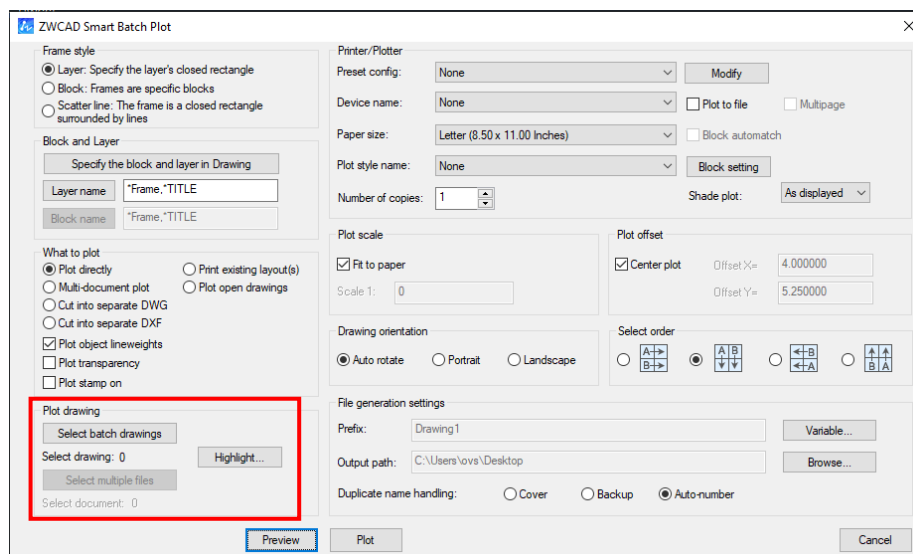 ZWCAD Smart Batch Plot
Frame style
Layer: Specify the layer's closed rectangle
Block: Frames are specific blocks
Scatter line: The frame is a closed rectangle
surrounded by lines
Block and Layer
Specify the block and layer in Drawing
Layer name *Frame,*TITLE
Block name *Frame,*TITLE
What to plot
Plot directly Print existing layout(s)
Multi-document plot Plot open drawings
Cut into separate DWG
Cut into separate DXF
Plot object lineweights
Plot transparency
Plot stamp on
Plot drawing
Select batch drawings
Select drawing: 0 Highlight...
Select multiple files
Select document: 0
Printer/Plotter
Preset config: None Modify
Device name: None Plot to file Multipage
Paper size: Letter (8.50 x 11.00 Inches) Block automatch
Plot style name: None Block setting
Number of copies: 1 Shade plot: As displayed
Plot scale
Fit to paper
Scale 1: 0
Plot offset
Center plot Offset X= 4.000000
Offset Y= 5.250000
Drawing orientation
Auto rotate Portrait Landscape
Select order
A B A B B A B A
File generation settings
Prefix: Drawing1 Variable...
Output path: C:\Users\ovs\Desktop Browse...
Duplicate name handling: Cover Backup Auto-number
Preview Plot Cancel